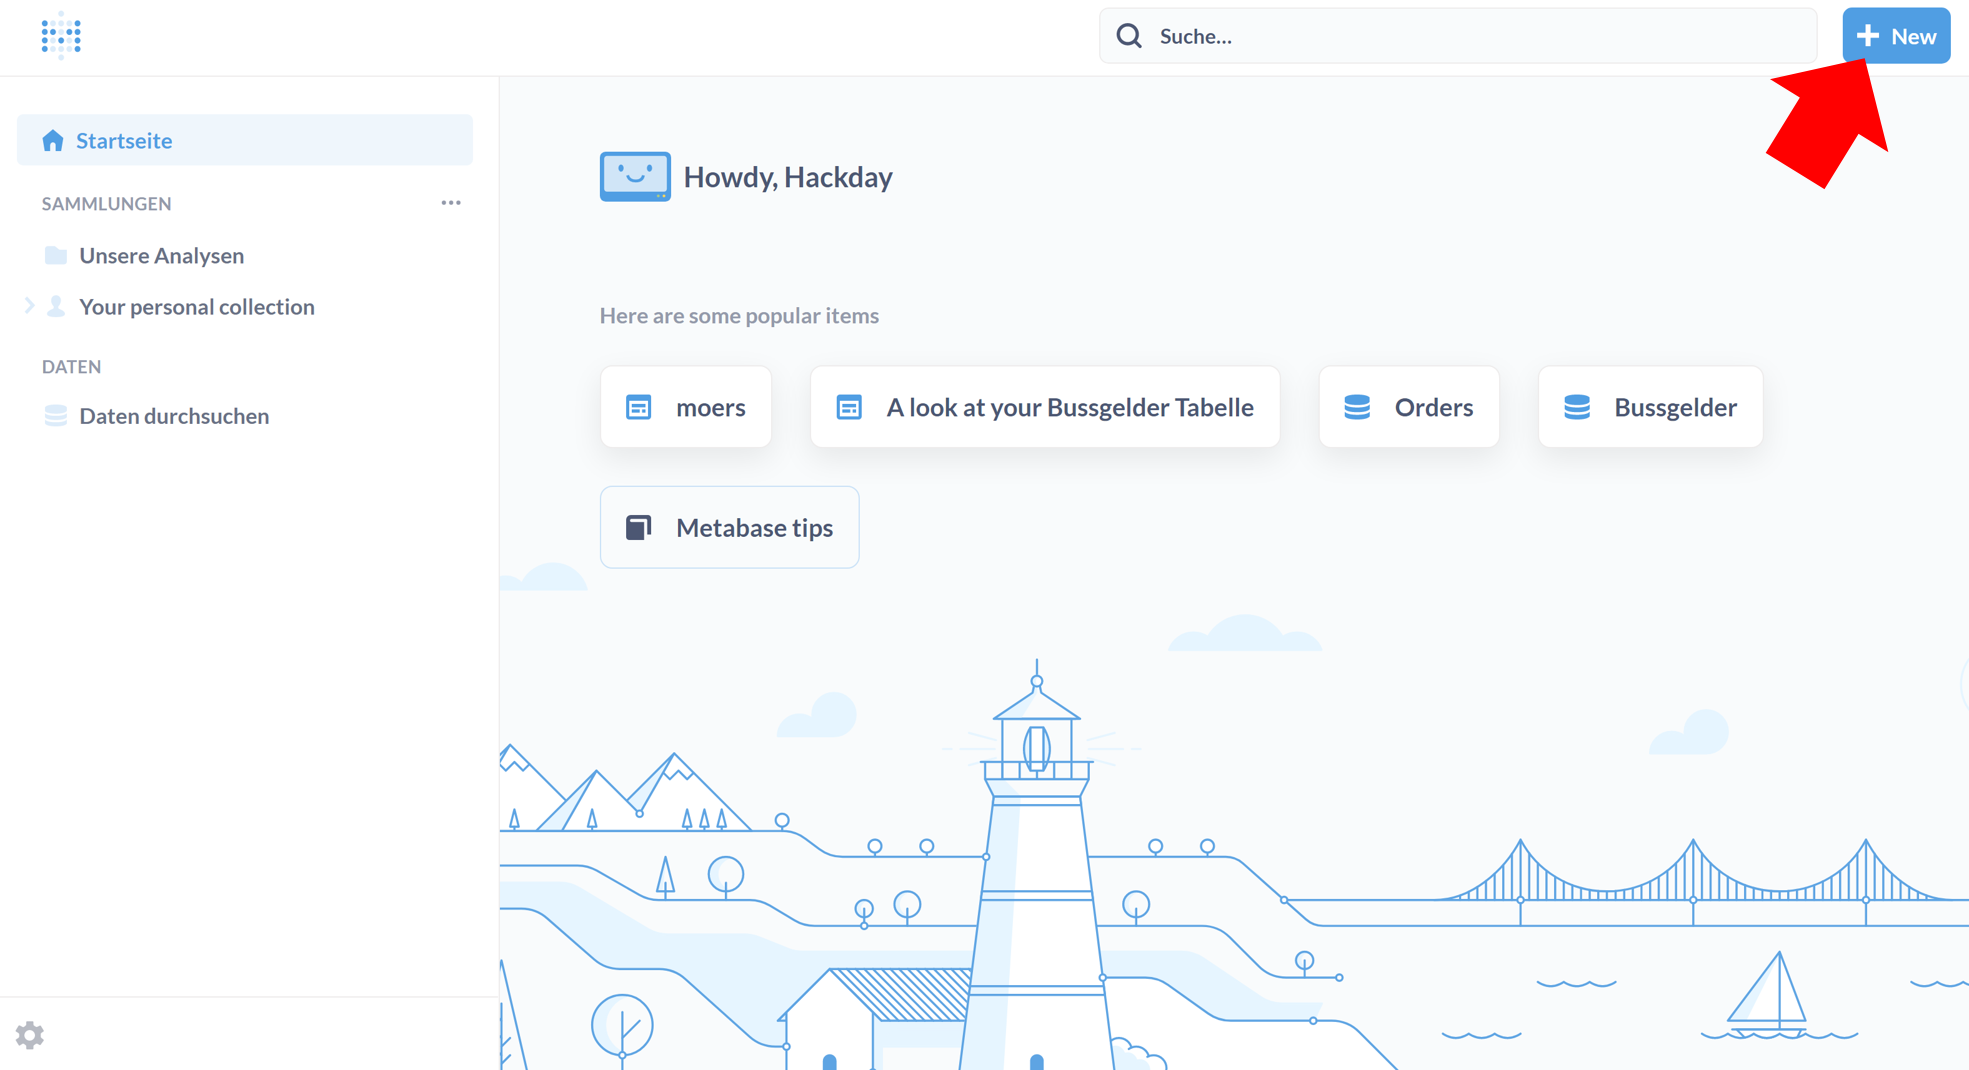 Suche...
New
Startseite
SAMMLUNGEN
Unsere Analysen
Your personal collection
DATEN
Daten durchsuchen
Howdy, Hackday
Here are some popular items
moers
A look at your Bussgelder Tabelle
Orders
Bussgelder
Metabase tips